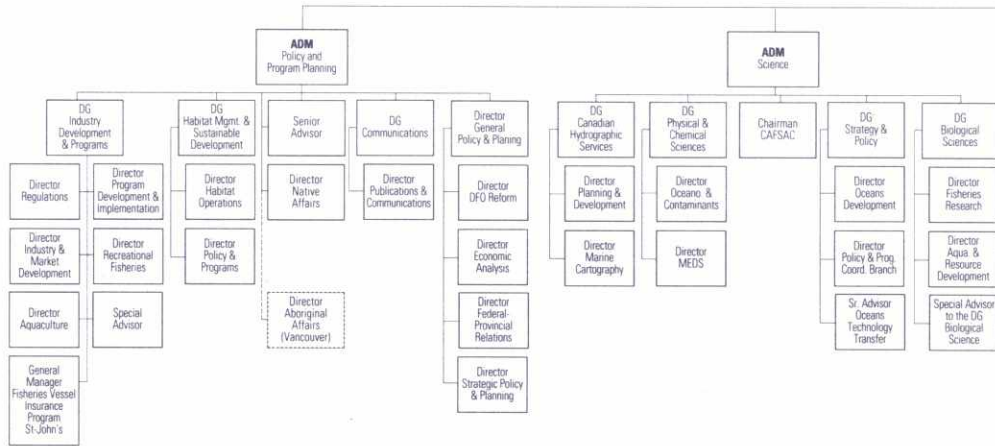 ADM
Policy and
Program Planning
ADM
Science
DG
Industry
Development
& Programs
DG
Habitat Mgmt. &
Sustainable
Development
Senior
Advisor
DG
Communications
Director
General
Policy & Planing
DG
Canadian
Hydrographic
Services
DG
Physical &
Chemical
Sciences
Chairman
CAFSAC
DG
Strategy &
Policy
DG
Biological
Sciences
Director
Regulations
Director
Program
Development &
Implementation
Director
Habitat
Operations
Director
Native
Affairs
Director
Publications &
Communications
Director
DFO Reform
Director
Planning &
Development
Director
Oceano. &
Contaminants
Director
Oceans
Development
Director
Fisheries
Research
Director
Industry &
Market
Development
Director
Recreational
Fisheries
Director
Policy &
Programs
Director
Economic
Analysis
Director
Marine
Cartography
Director
MEDS
Director
Policy & Prog.
Coord. Branch
Director
Aqua. &
Resource
Development
Director
Aquaculture
Special
Advisor
Director
Aboriginal
Affairs
(Vancouver)
Director
Federal-
Provincial
Relations
Sr. Advisor
Oceans
Technology
Transfer
Special Advisor
to the DG
Biological
Science
General
Manager
Fisheries Vessel
Insurance
Program
St-John's
Director
Strategic Policy
& Planning